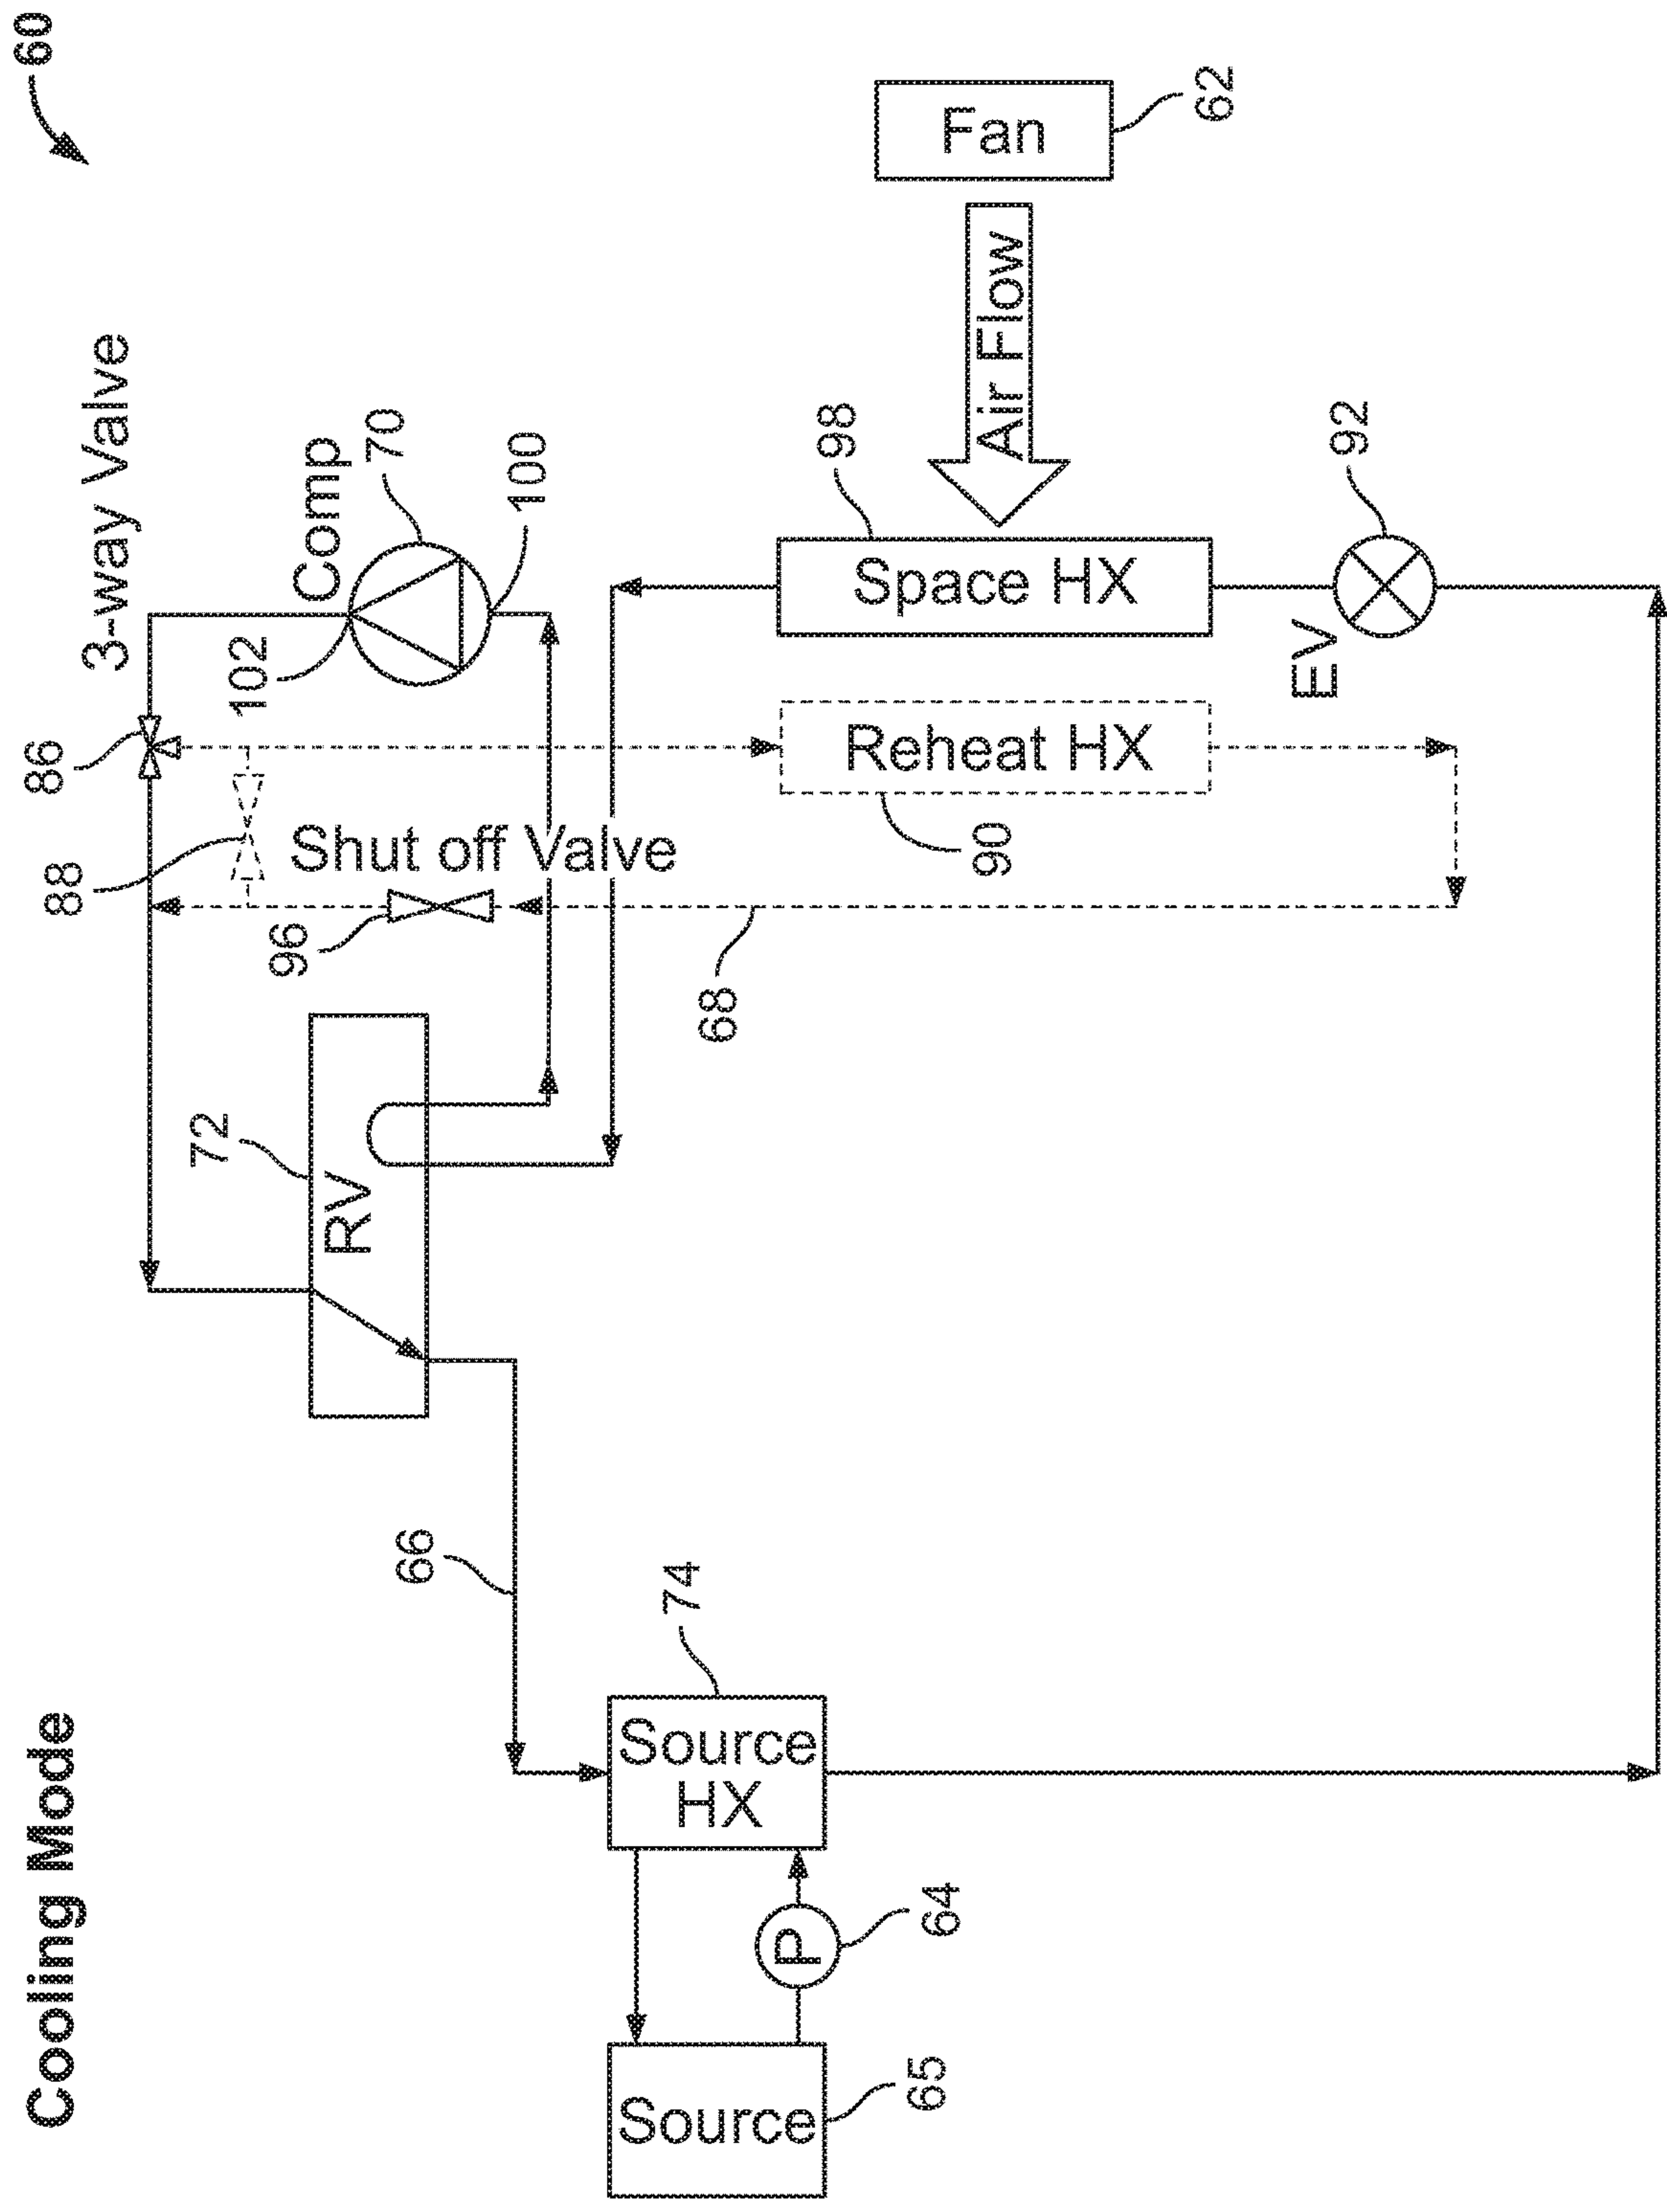 Cooling Mode
60
3-way Valve
86
88
102
Comp
70
100
Shut off Valve
96
72
RV
66
68
74
Source
HX
Source
65
P
64
Space HX
98
Reheat HX
90
Air Flow
Fan
62
EV
92